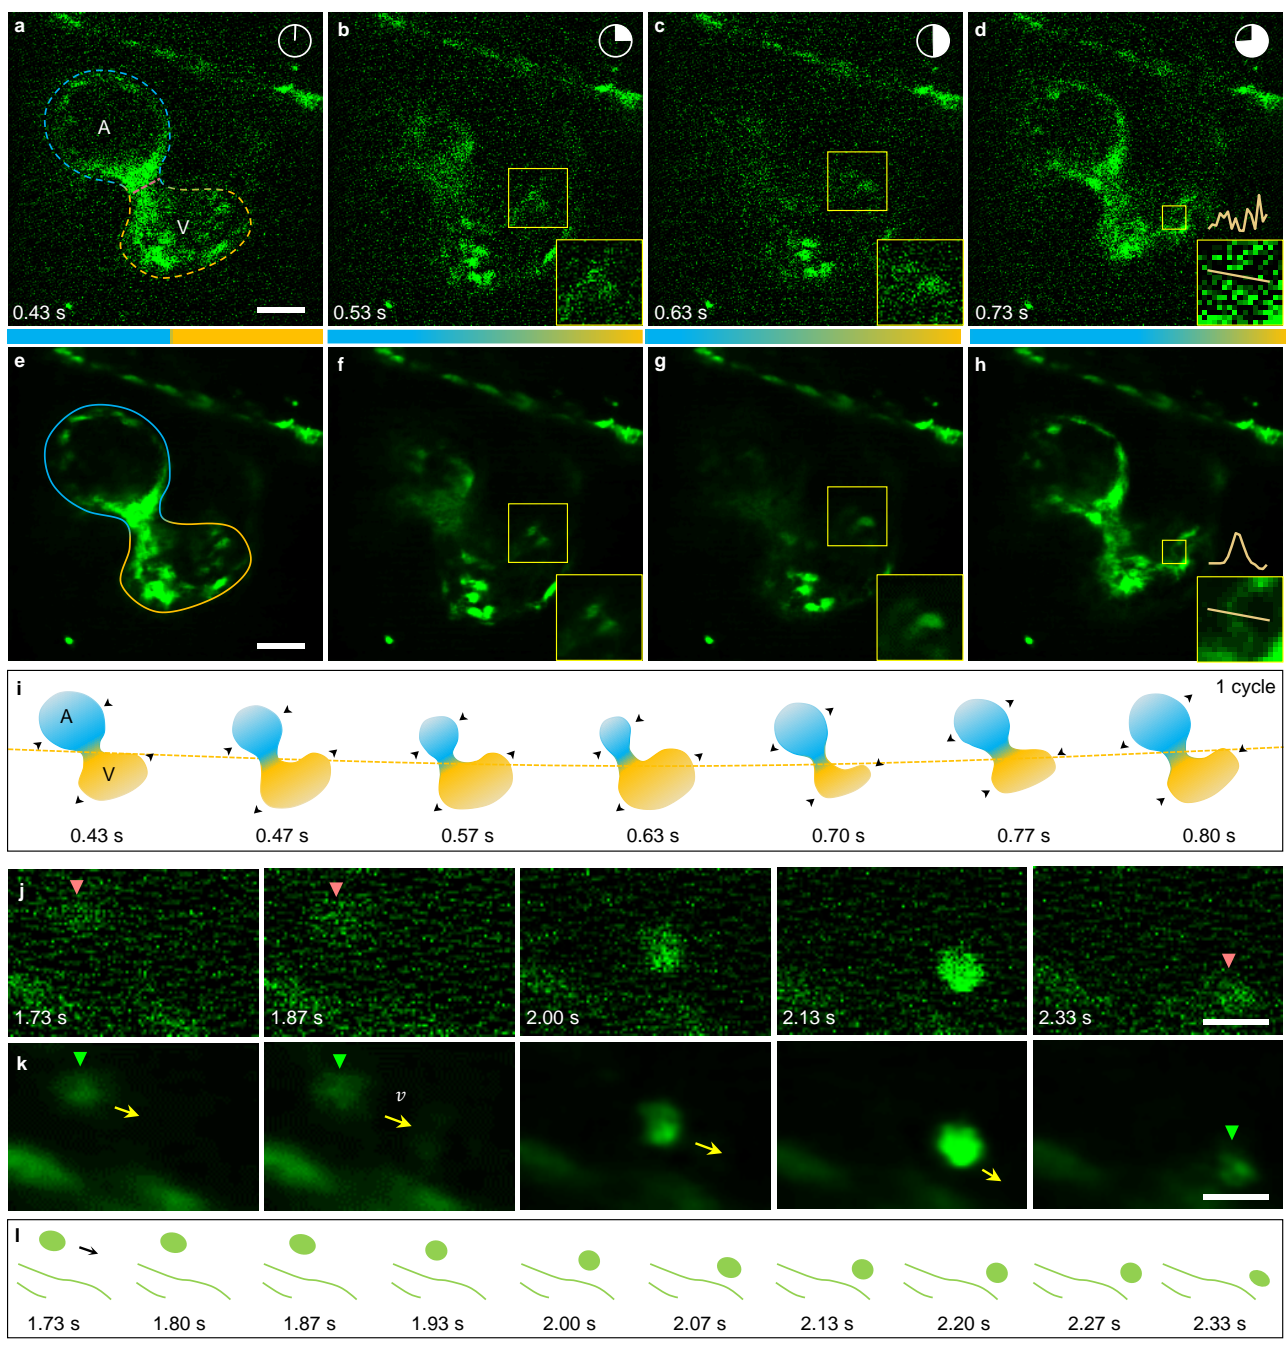 a
b
c
d
A
V
0.43 s
0.53 s
0.63 s
0.73 s
e
f
g
h
i
1 cycle
A
V
0.43 s
0.47 s
0.57 s
0.63 s
0.70 s
0.77 s
0.80 s
j
1.73 s
1.87 s
2.00 s
2.13 s
2.33 s
k
v
l
1.73 s
1.80 s
1.87 s
1.93 s
2.00 s
2.07 s
2.13 s
2.20 s
2.27 s
2.33 s